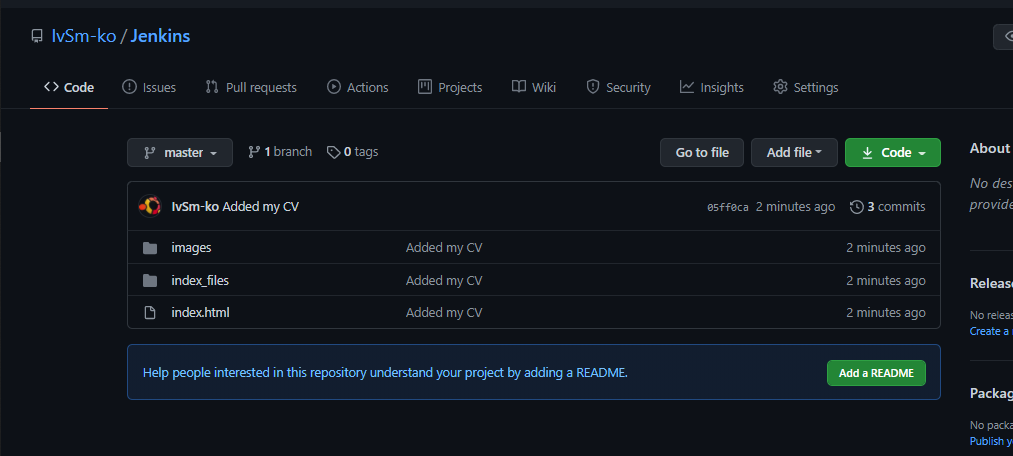 IvSm-ko / Jenkins
Code Issues Pull requests Actions Projects Wiki Security Insights Settings
master 1 branch 0 tags Go to file Add file Code
About
No des
provide
IvSm-ko Added my CV 05ff0ca 2 minutes ago 3 commits
images Added my CV 2 minutes ago
index_files Added my CV 2 minutes ago
index.html Added my CV 2 minutes ago
Release
No releas
Create a
Help people interested in this repository understand your project by adding a README. Add a README
Packag
No packa
Publish y